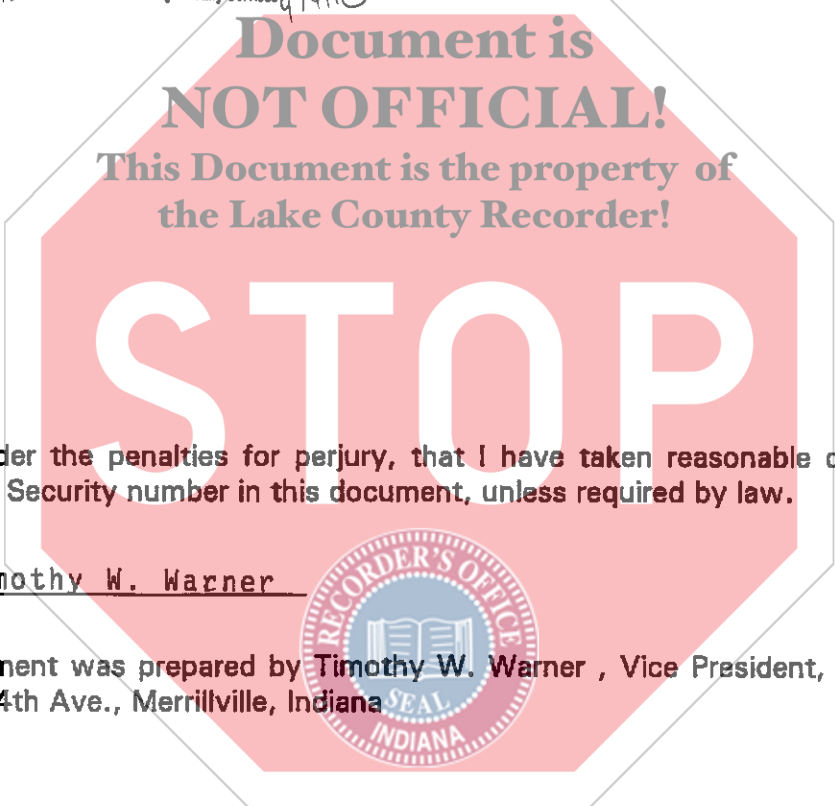 Document is
NOT OFFICIAL!
This Document is the property of
the Lake County Recorder!
STOP
der the penalties for perjury, that I have taken reasonable
Security number in this document, unless required by law.
mothy W. Warner
ment was prepared by Timothy W. Warner , Vice President,
4th Ave., Merrillville, Indiana
RECORDER'S OFFICE
SEAL
INDIANA